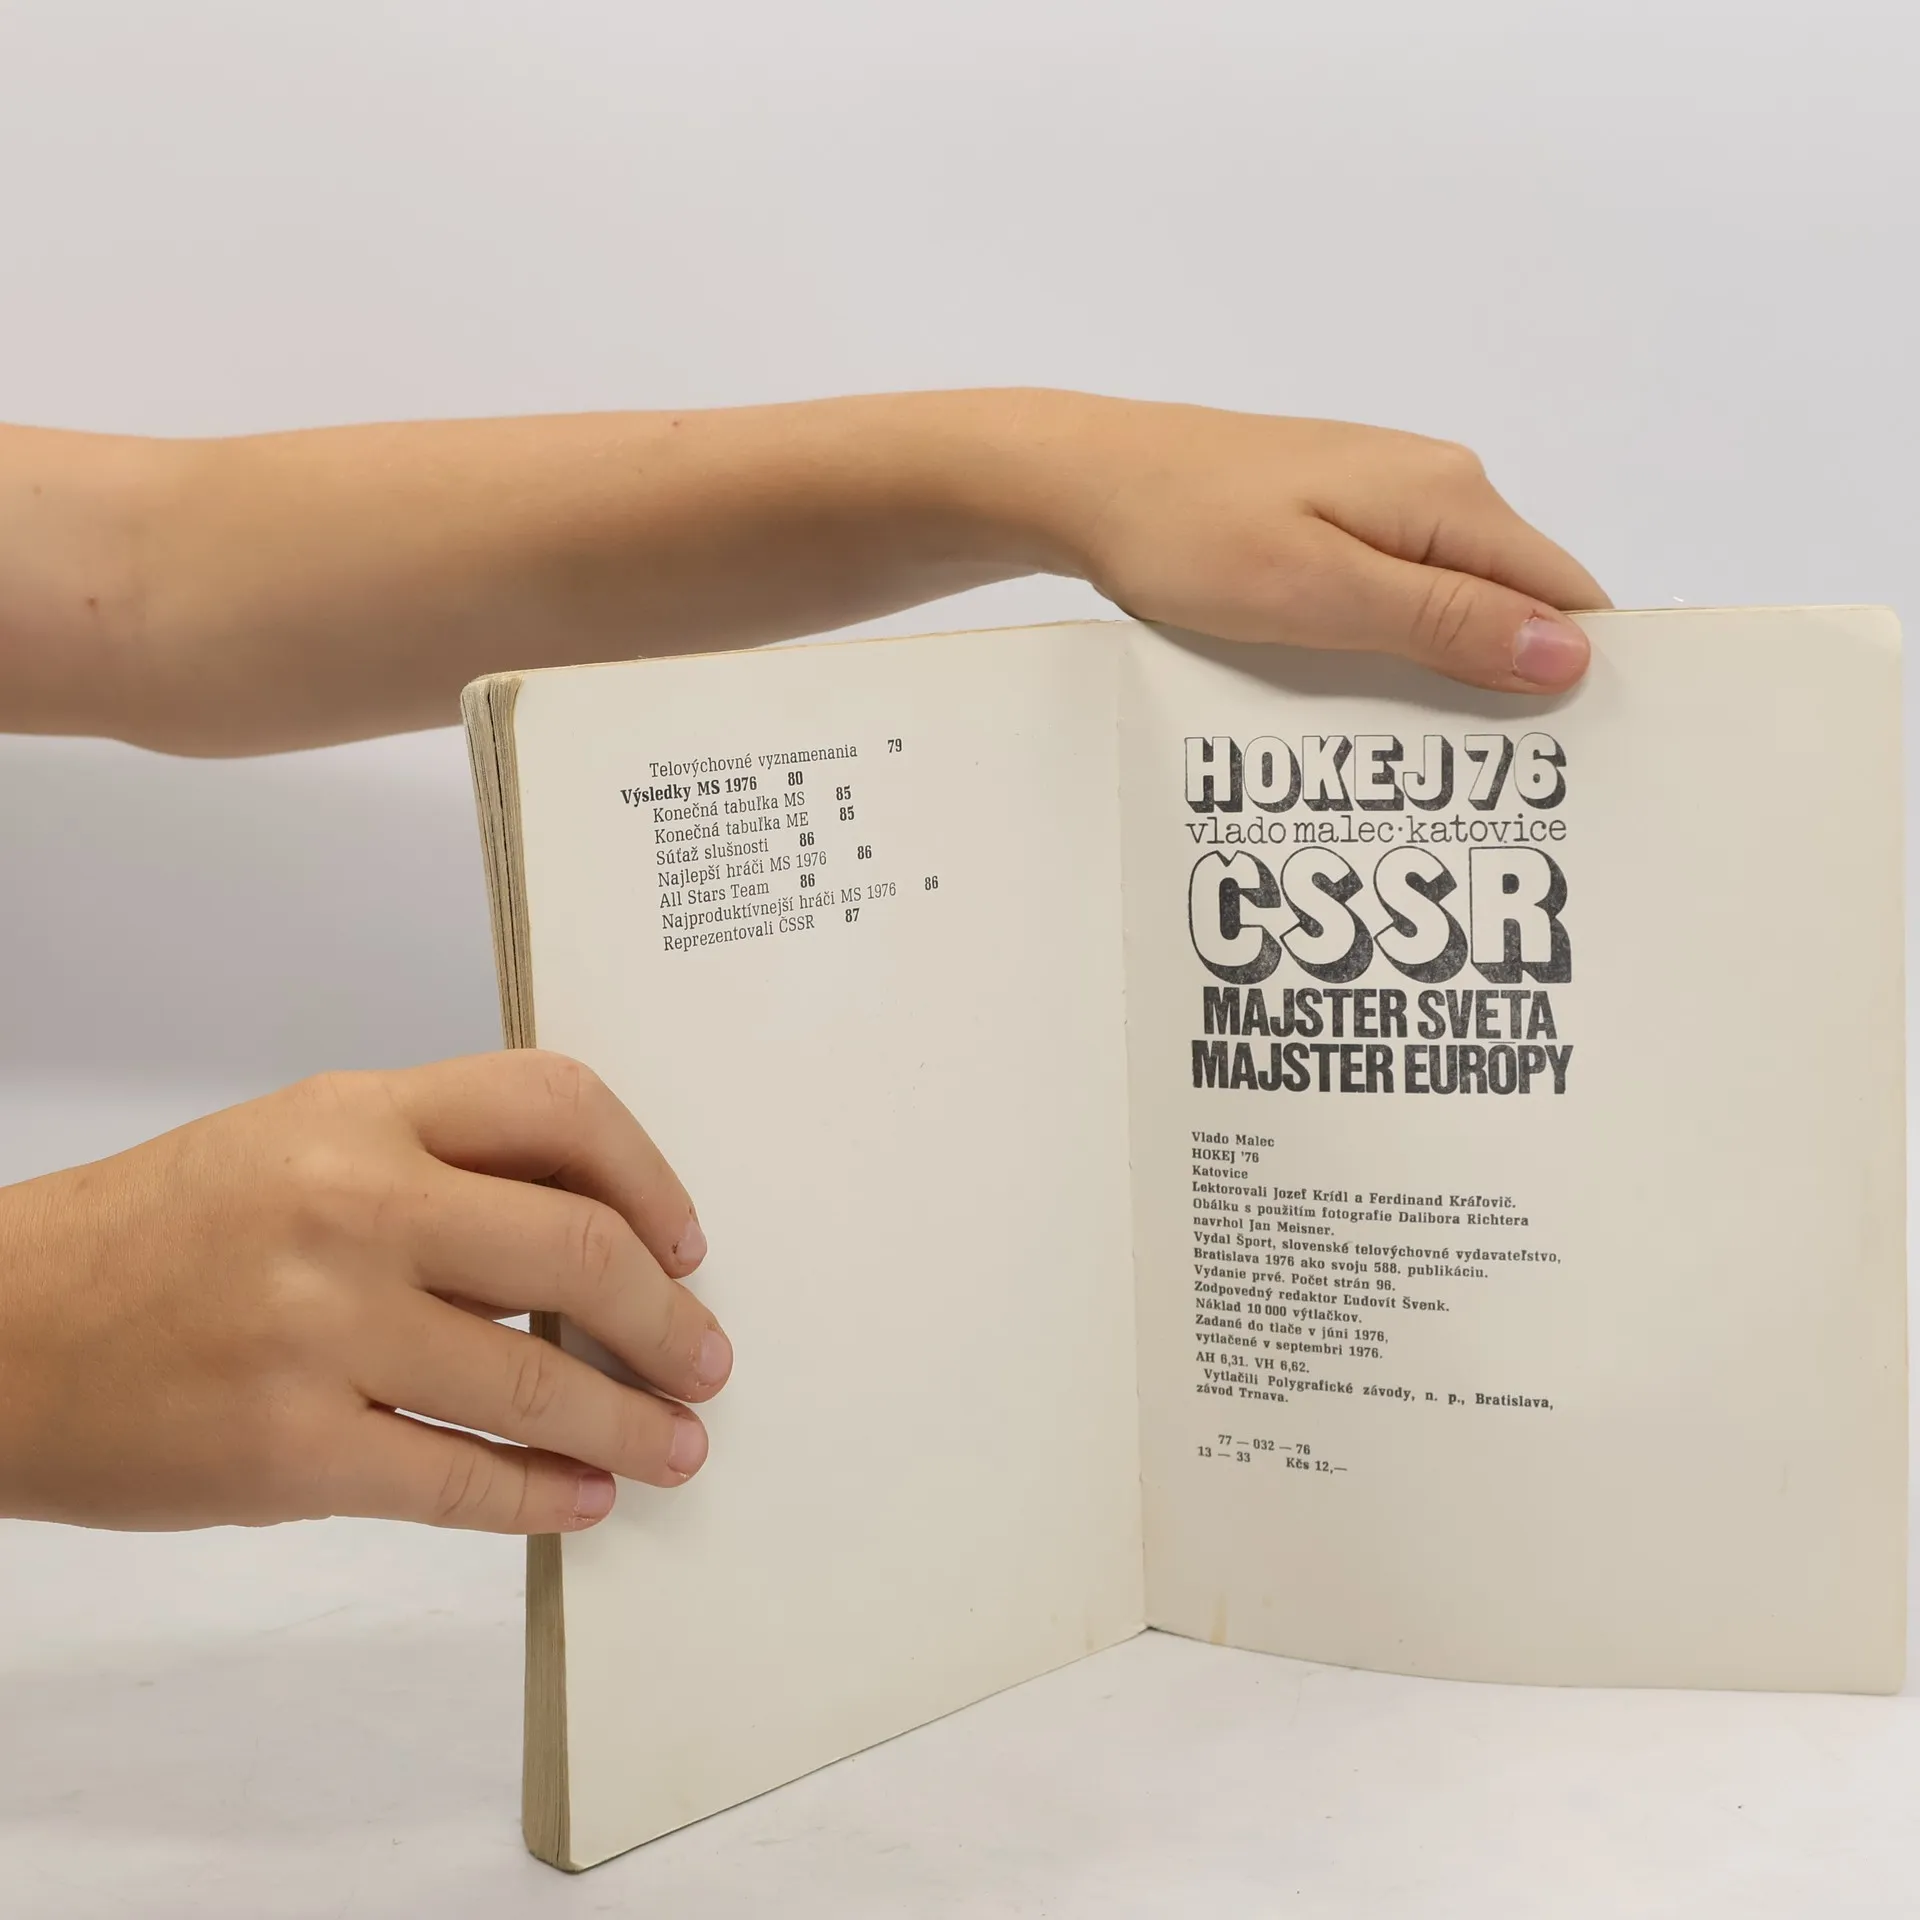 Telovýchovné vyznamenania 79
Výsledky MS 1976 80
Konečná tabuľka MS 85
Konečná tabuľka ME 85
Súťaž slušnosti 86
Najlepší hráči MS 1976 86
All Stars Team 86
Najproduktívnejší hráči MS 1976 86
Reprezentovali ČSSR 87
HOKEJ 76
vlado malec·katovice
ČSSR
MAJSTER SVETA
MAJSTER EURÓPY
Vlado Malec
HOKEJ '76
Katovice
Lektorovali Jozef Krídl a Ferdinand Kráľovič.
Obálku s použitím fotografie Dalibora Richtera
navrhol Jan Meisner.
Vydal Šport, slovenské telovýchovné vydavateľstvo,
Bratislava 1976 ako svoju 588. publikáciu.
Vydanie prvé. Počet strán 96.
Zodpovedný redaktor Ľudovít Švenk.
Náklad 10 000 výtlačkov.
Zadané do tlače v júni 1976,
vytlačené v septembri 1976.
AH 6,31. VH 6,62.
Vytlačili Polygrafické závody, n. p., Bratislava,
závod Trnava.
77 — 032 — 76
13 — 33 Kčs 12,—